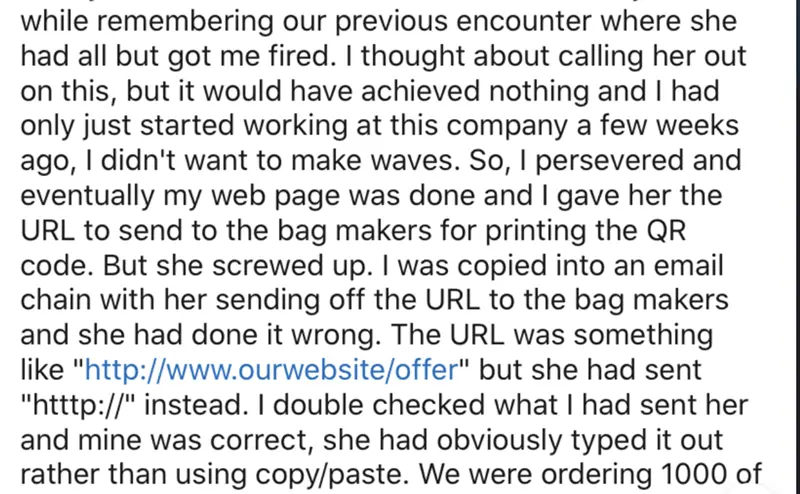 while remembering our previous encounter where she
had all but got me fired. I thought about calling her out
on this, but it would have achieved nothing and I had
only just started working at this company a few weeks
ago, I didn't want to make waves. So, I persevered and
eventually my web page was done and I gave her the
URL to send to the bag makers for printing the QR
code. But she screwed up. I was copied into an email
chain with her sending off the URL to the bag makers
and she had done it wrong. The URL was something
like "http://www.ourwebsite/offer" but she had sent
"htttp://" instead. I double checked what I had sent her
and mine was correct, she had obviously typed it out
rather than using copy/paste. We were ordering 1000 of